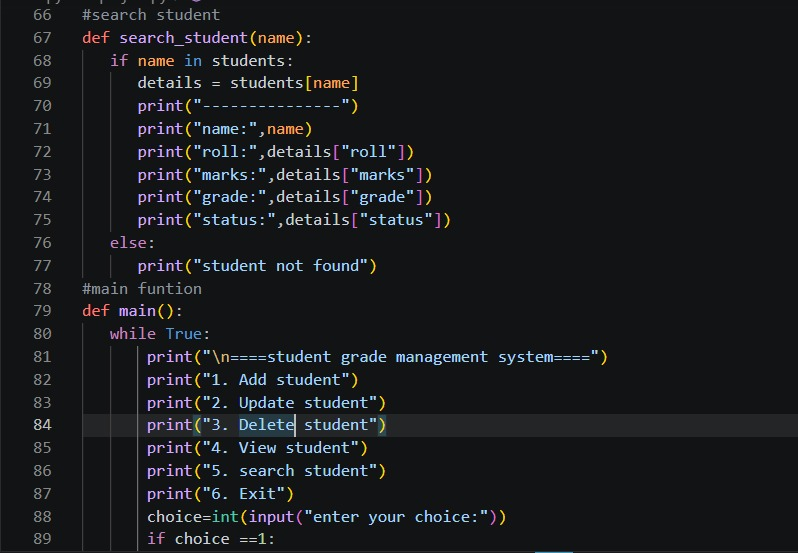 66 #search student
67 def search_student(name):
68 if name in students:
69 details = students[name]
70 print("---------------")
71 print("name:",name)
72 print("roll:",details["roll"])
73 print("marks:",details["marks"])
74 print("grade:",details["grade"])
75 print("status:",details["status"])
76 else:
77 print("student not found")
78 #main funtion
79 def main():
80 while True:
81 print("\n====student grade management system====")
82 print("1. Add student")
83 print("2. Update student")
84 print("3. Delete student")
85 print("4. View student")
86 print("5. search student")
87 print("6. Exit")
88 choice=int(input("enter your choice:"))
89 if choice ==1: